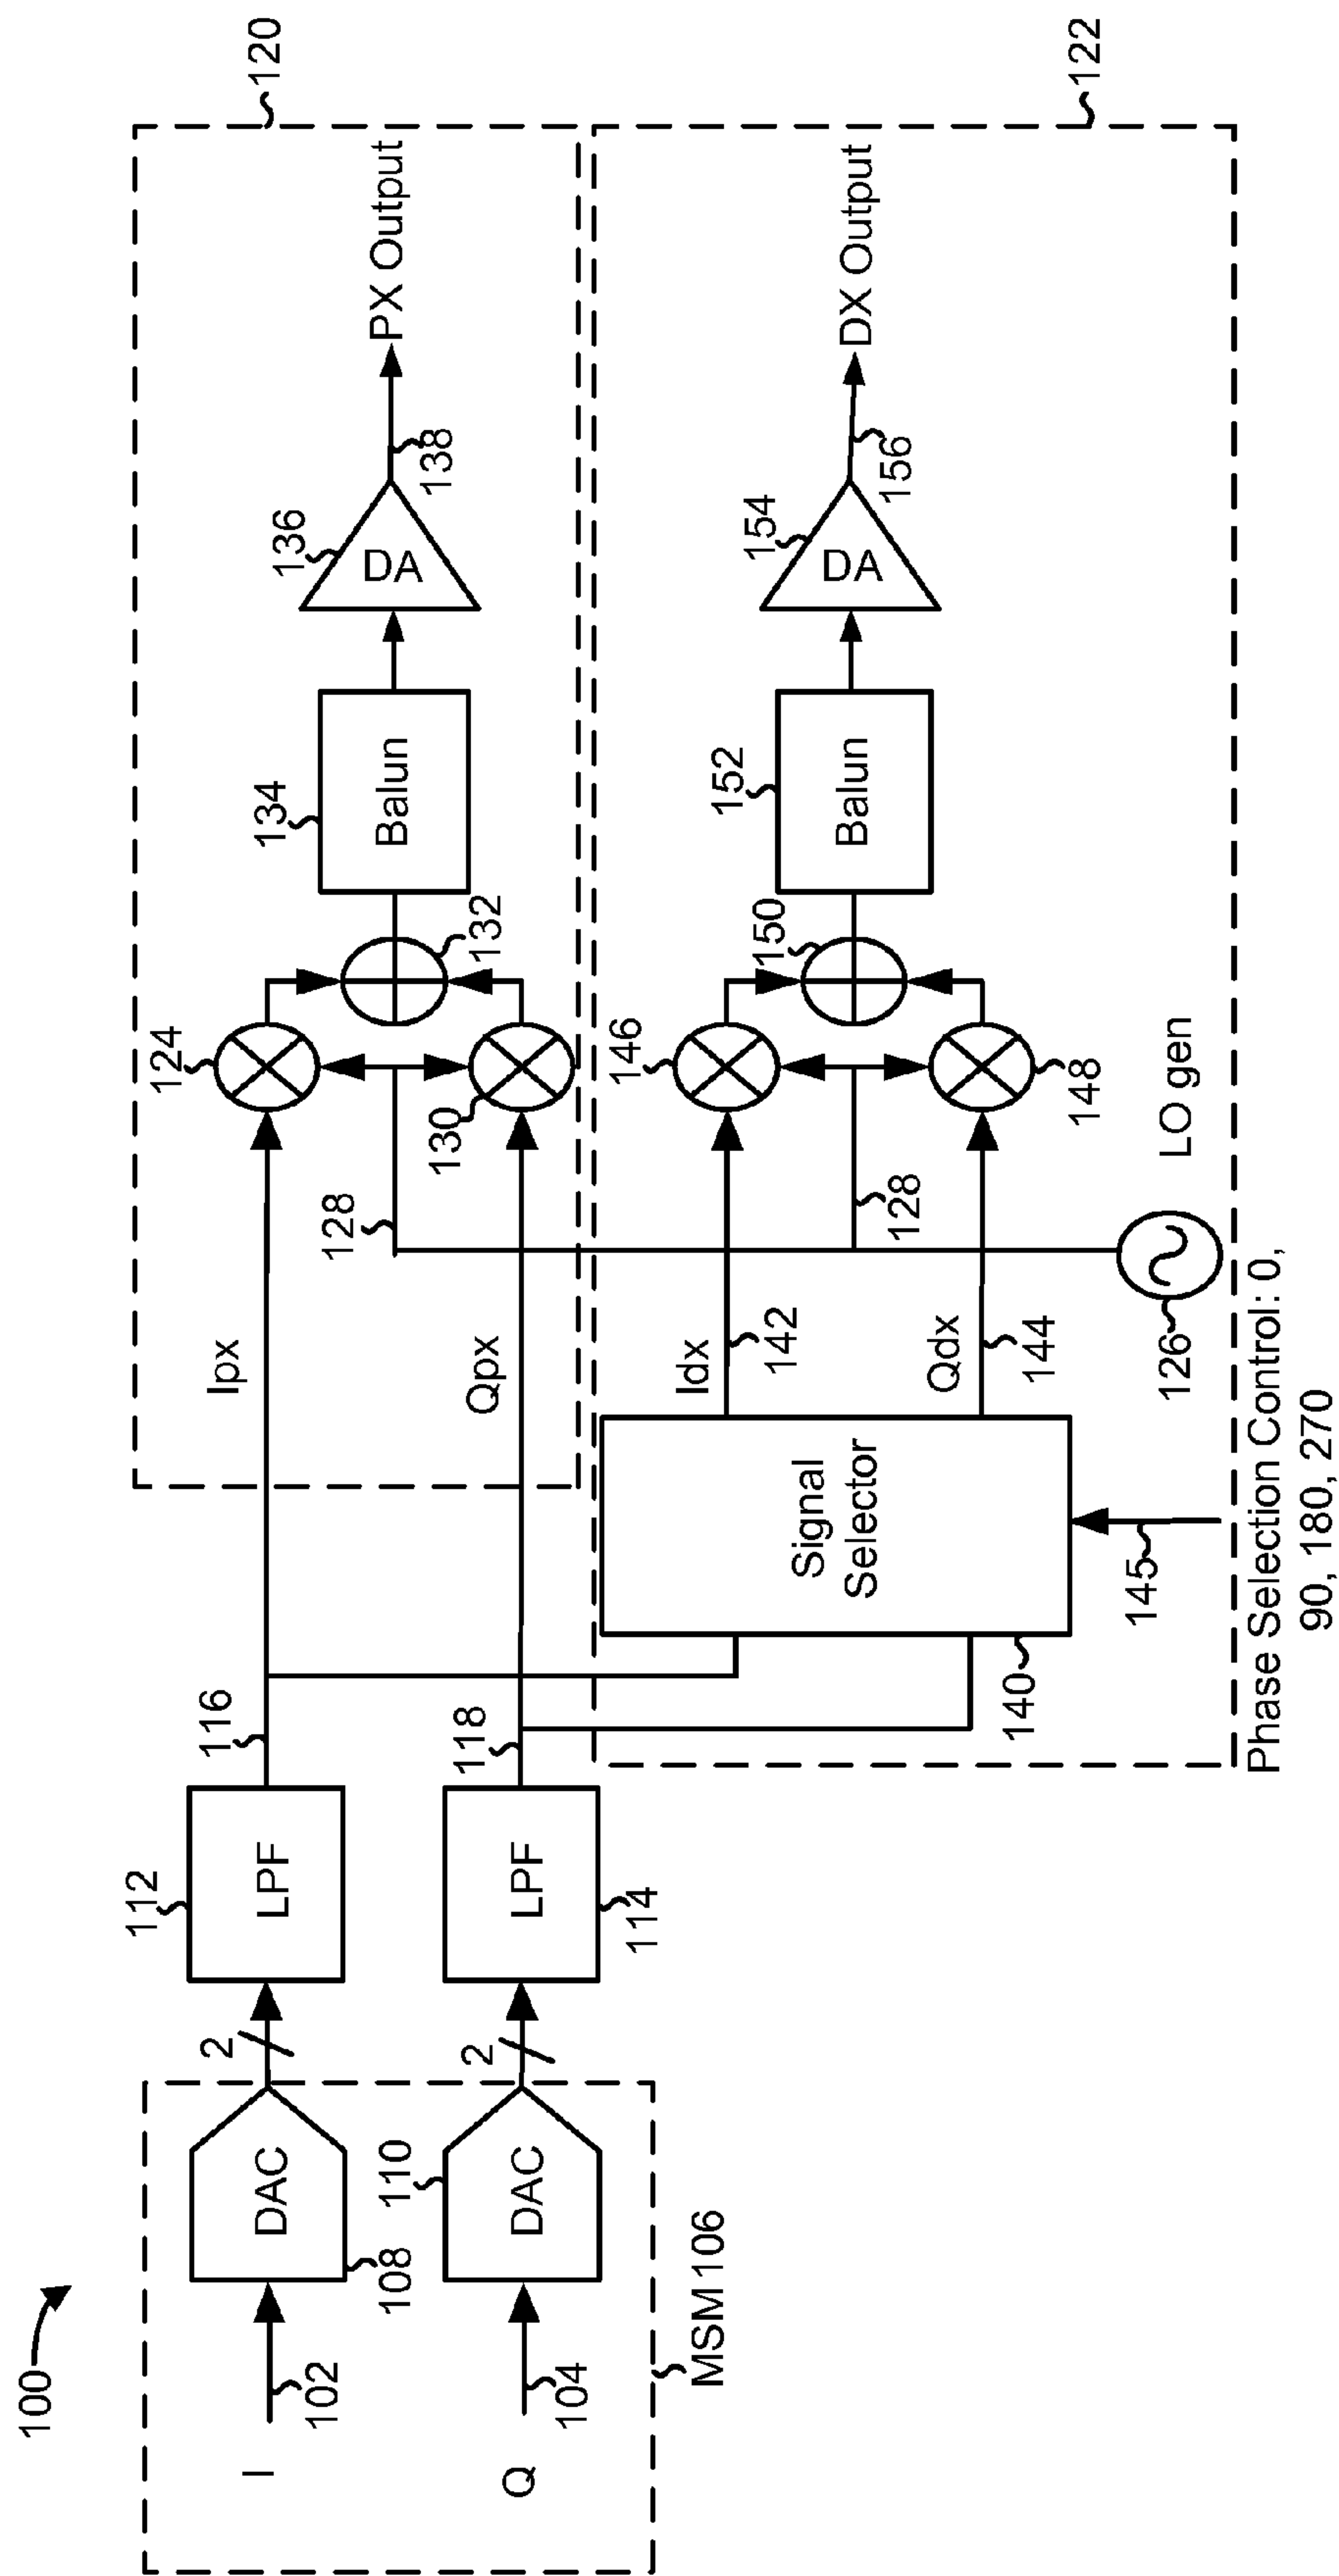 100
120
122
I
102
Q
104
MSM 106
DAC
108
DAC
110
2
2
112
LPF
LPF
114
116
118
Ipx
Qpx
124
128
130
132
134
Balun
136
DA
138
PX Output
140
Signal
Selector
145
Idx
142
Qdx
144
128
146
148
150
152
Balun
154
DA
156
DX Output
126
LO gen
Phase Selection Control: 0,
90, 180, 270